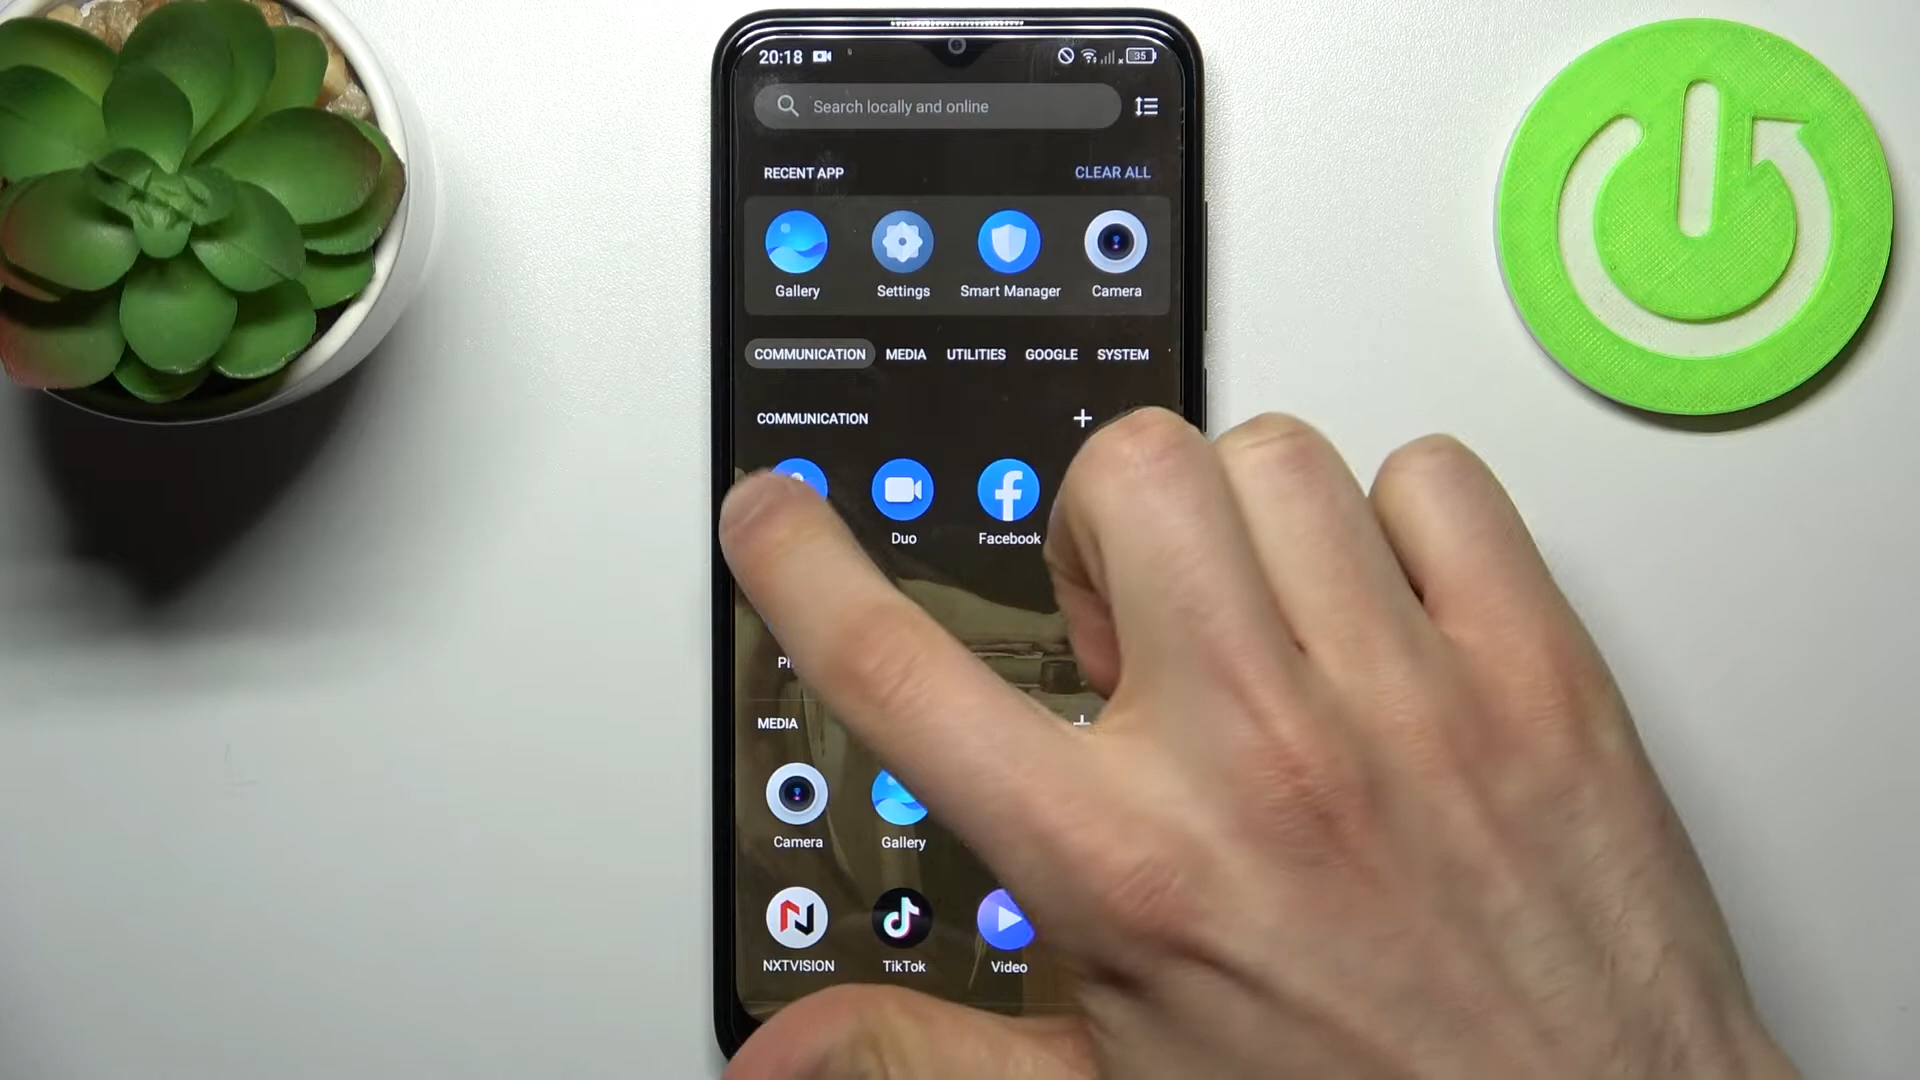 20:18
35
Search locally and online
RECENT APP CLEAR ALL
Gallery Settings Smart Manager Camera
COMMUNICATION MEDIA UTILITIES GOOGLE SYSTEM
COMMUNICATION +
Duo Facebook
MEDIA +
Camera Gallery
NXTVISION TikTok Video